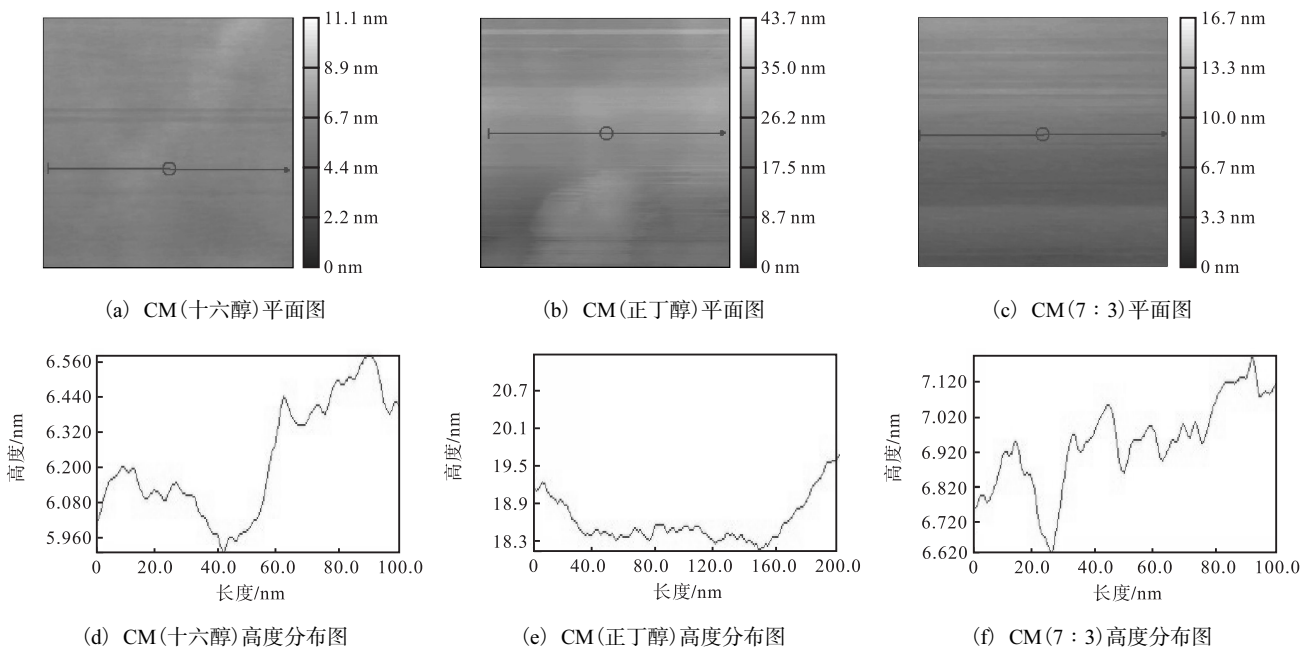 11.1 nm
8.9 nm
6.7 nm
4.4 nm
2.2 nm
0 nm
(a) CM(十六醇)平面图
43.7 nm
35.0 nm
26.2 nm
17.5 nm
8.7 nm
0 nm
(b) CM(正丁醇)平面图
16.7 nm
13.3 nm
10.0 nm
6.7 nm
3.3 nm
0 nm
(c) CM(7∶3)平面图
高度/nm
6.560
6.440
6.320
6.200
6.080
5.960
0 20.0 40.0 60.0 80.0 100.0
长度/nm
(d) CM(十六醇)高度分布图
高度/nm
20.7
20.1
19.5
18.9
18.3
0 40.0 80.0 120.0 160.0 200.0
长度/nm
(e) CM(正丁醇)高度分布图
高度/nm
7.120
7.020
6.920
6.820
6.720
6.620
0 20.0 40.0 60.0 80.0 100.0
长度/nm
(f) CM(7∶3)高度分布图